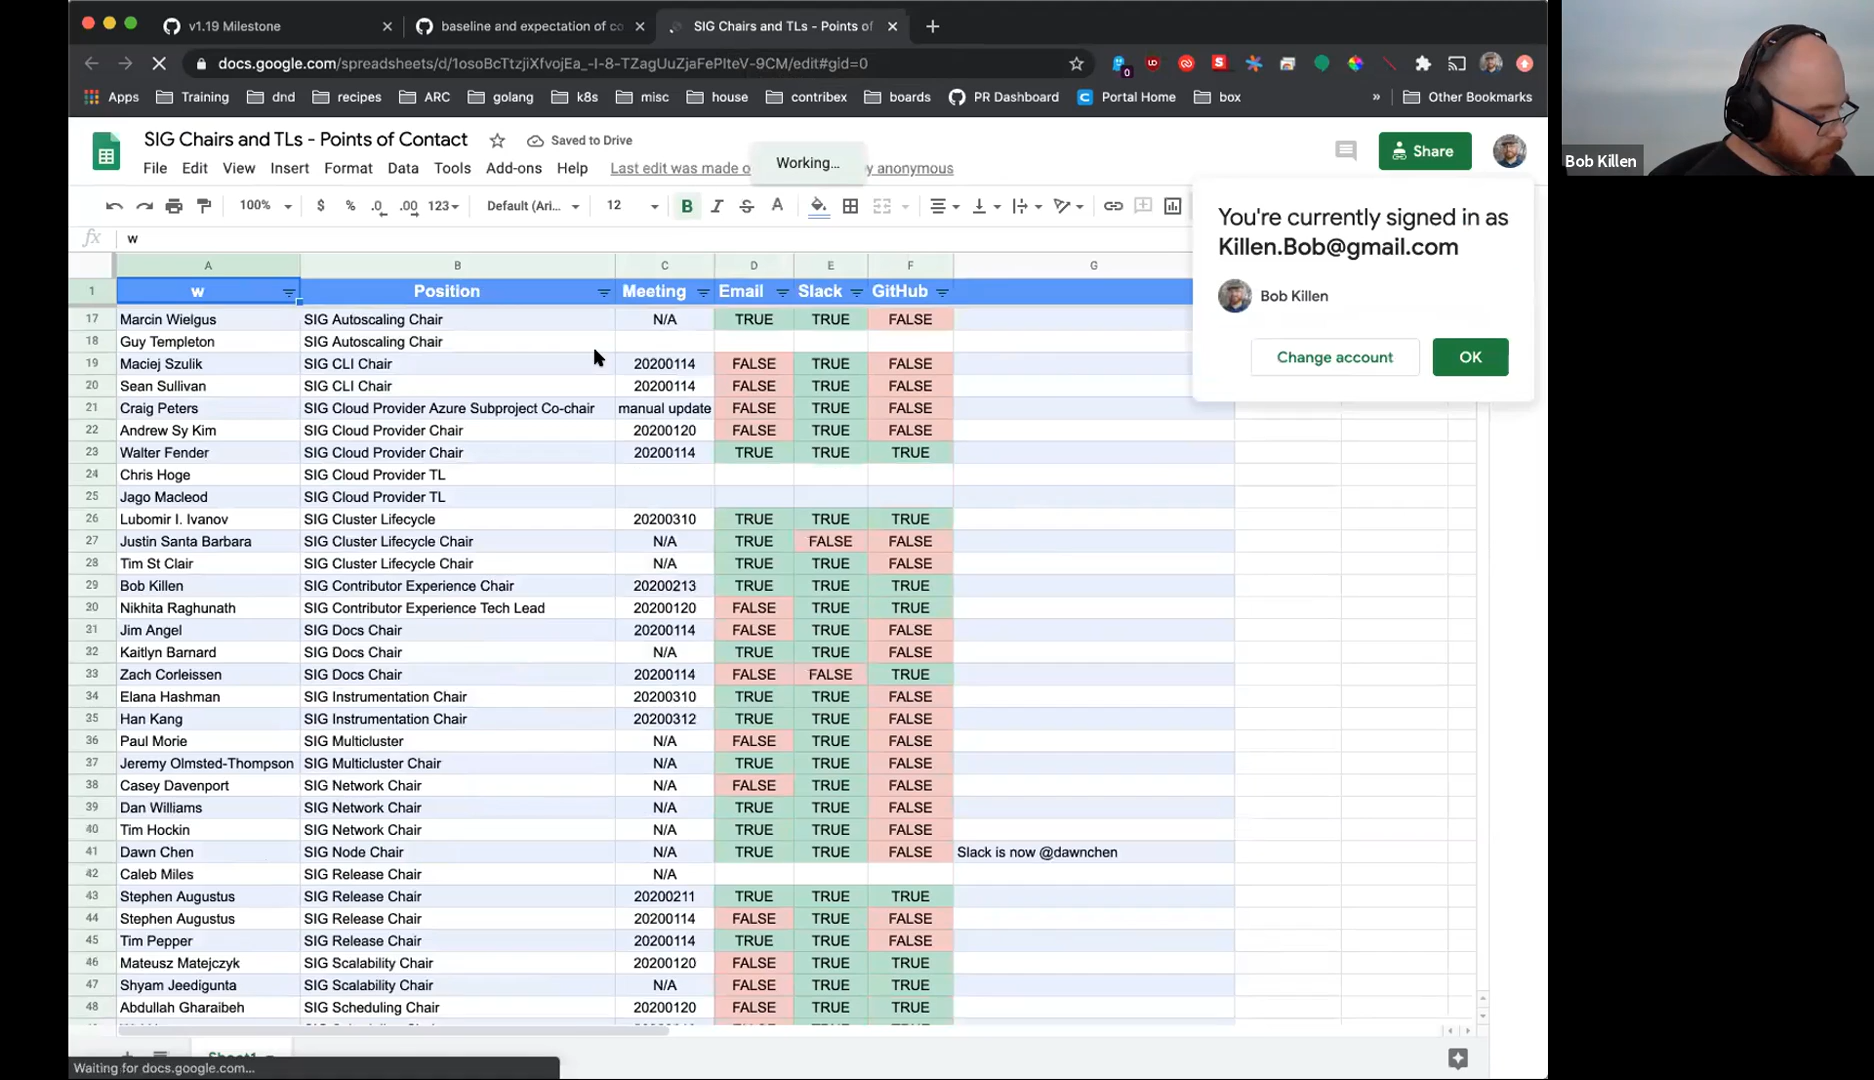 v1.19 Milestone
baseline and expectation of co
SIG Chairs and TLs - Points of
docs.google.com/spreadsheets/d/1osoBcTtzjiXfvojEa_-I-8-TZagUuZjaFePlteV-9CM/edit#gid=0
Apps Training dnd recipes ARC golang k8s misc house contribex boards PR Dashboard Portal Home box » Other Bookmarks
SIG Chairs and TLs - Points of Contact
Saved to Drive
Share
Bob Killen
File Edit View Insert Format Data Tools Add-ons Help
Last edit was made o
Working...
y anonymous
100% $ % .0 .00 123 Default (Ari... 12 B I S A
You're currently signed in as
Killen.Bob@gmail.com
Bob Killen
Change account
OK
fx w
A B C D E F G
1 w Position Meeting Email Slack GitHub
17 Marcin Wielgus SIG Autoscaling Chair N/A TRUE TRUE FALSE
18 Guy Templeton SIG Autoscaling Chair
19 Maciej Szulik SIG CLI Chair 20200114 FALSE TRUE FALSE
20 Sean Sullivan SIG CLI Chair 20200114 FALSE TRUE FALSE
21 Craig Peters SIG Cloud Provider Azure Subproject Co-chair manual update FALSE TRUE FALSE
22 Andrew Sy Kim SIG Cloud Provider Chair 20200120 FALSE TRUE FALSE
23 Walter Fender SIG Cloud Provider Chair 20200114 TRUE TRUE TRUE
24 Chris Hoge SIG Cloud Provider TL
25 Jago Macleod SIG Cloud Provider TL
26 Lubomir I. Ivanov SIG Cluster Lifecycle 20200310 TRUE TRUE TRUE
27 Justin Santa Barbara SIG Cluster Lifecycle Chair N/A TRUE FALSE FALSE
28 Tim St Clair SIG Cluster Lifecycle Chair N/A TRUE TRUE FALSE
29 Bob Killen SIG Contributor Experience Chair 20200213 TRUE TRUE TRUE
30 Nikhita Raghunath SIG Contributor Experience Tech Lead 20200120 FALSE TRUE TRUE
31 Jim Angel SIG Docs Chair 20200114 FALSE TRUE FALSE
32 Kaitlyn Barnard SIG Docs Chair N/A TRUE TRUE FALSE
33 Zach Corleissen SIG Docs Chair 20200114 FALSE FALSE TRUE
34 Elana Hashman SIG Instrumentation Chair 20200310 TRUE TRUE FALSE
35 Han Kang SIG Instrumentation Chair 20200312 TRUE TRUE FALSE
36 Paul Morie SIG Multicluster N/A FALSE TRUE FALSE
37 Jeremy Olmsted-Thompson SIG Multicluster Chair N/A TRUE TRUE FALSE
38 Casey Davenport SIG Network Chair N/A FALSE TRUE FALSE
39 Dan Williams SIG Network Chair N/A TRUE TRUE FALSE
40 Tim Hockin SIG Network Chair N/A TRUE TRUE FALSE
41 Dawn Chen SIG Node Chair N/A TRUE TRUE FALSE Slack is now @dawnchen
42 Caleb Miles SIG Release Chair N/A
43 Stephen Augustus SIG Release Chair 20200211 TRUE TRUE TRUE
44 Stephen Augustus SIG Release Chair 20200114 FALSE TRUE FALSE
45 Tim Pepper SIG Release Chair 20200114 TRUE TRUE FALSE
46 Mateusz Matejczyk SIG Scalability Chair 20200120 FALSE TRUE TRUE
47 Shyam Jeedigunta SIG Scalability Chair N/A FALSE TRUE TRUE
48 Abdullah Gharaibeh SIG Scheduling Chair 20200120 FALSE TRUE TRUE
Waiting for docs.google.com...